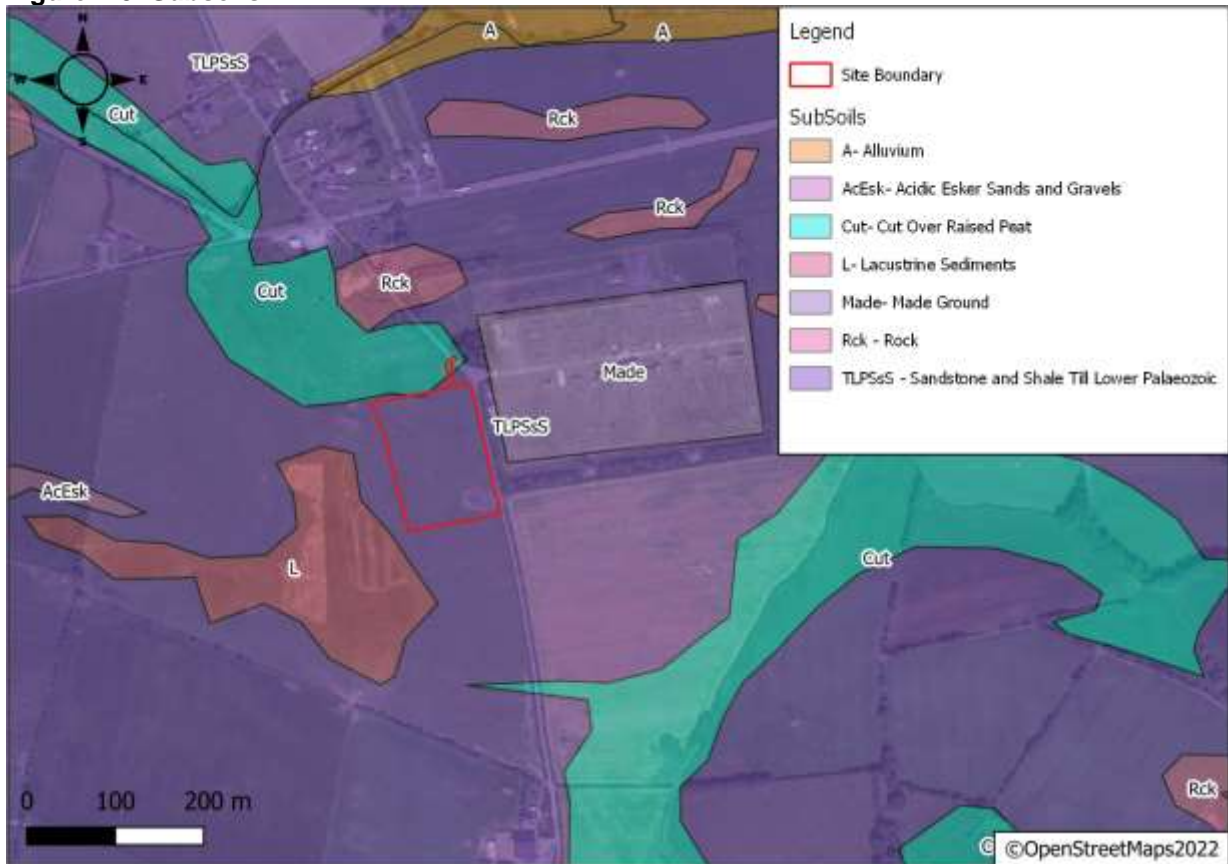 N
A
A
TLPSsS
W
E
Cut
S
Rck
Rck
Cut
Rck
Made
TLPSsS
AcEsk
L
Cut
Rck
0 100 200 m
Legend
Site Boundary
SubSoils
A- Alluvium
AcEsk- Acidic Esker Sands and Gravels
Cut- Cut Over Raised Peat
L- Lacustrine Sediments
Made- Made Ground
Rck - Rock
TLPSsS - Sandstone and Shale Till Lower Palaeozoic
©OpenStreetMaps2022